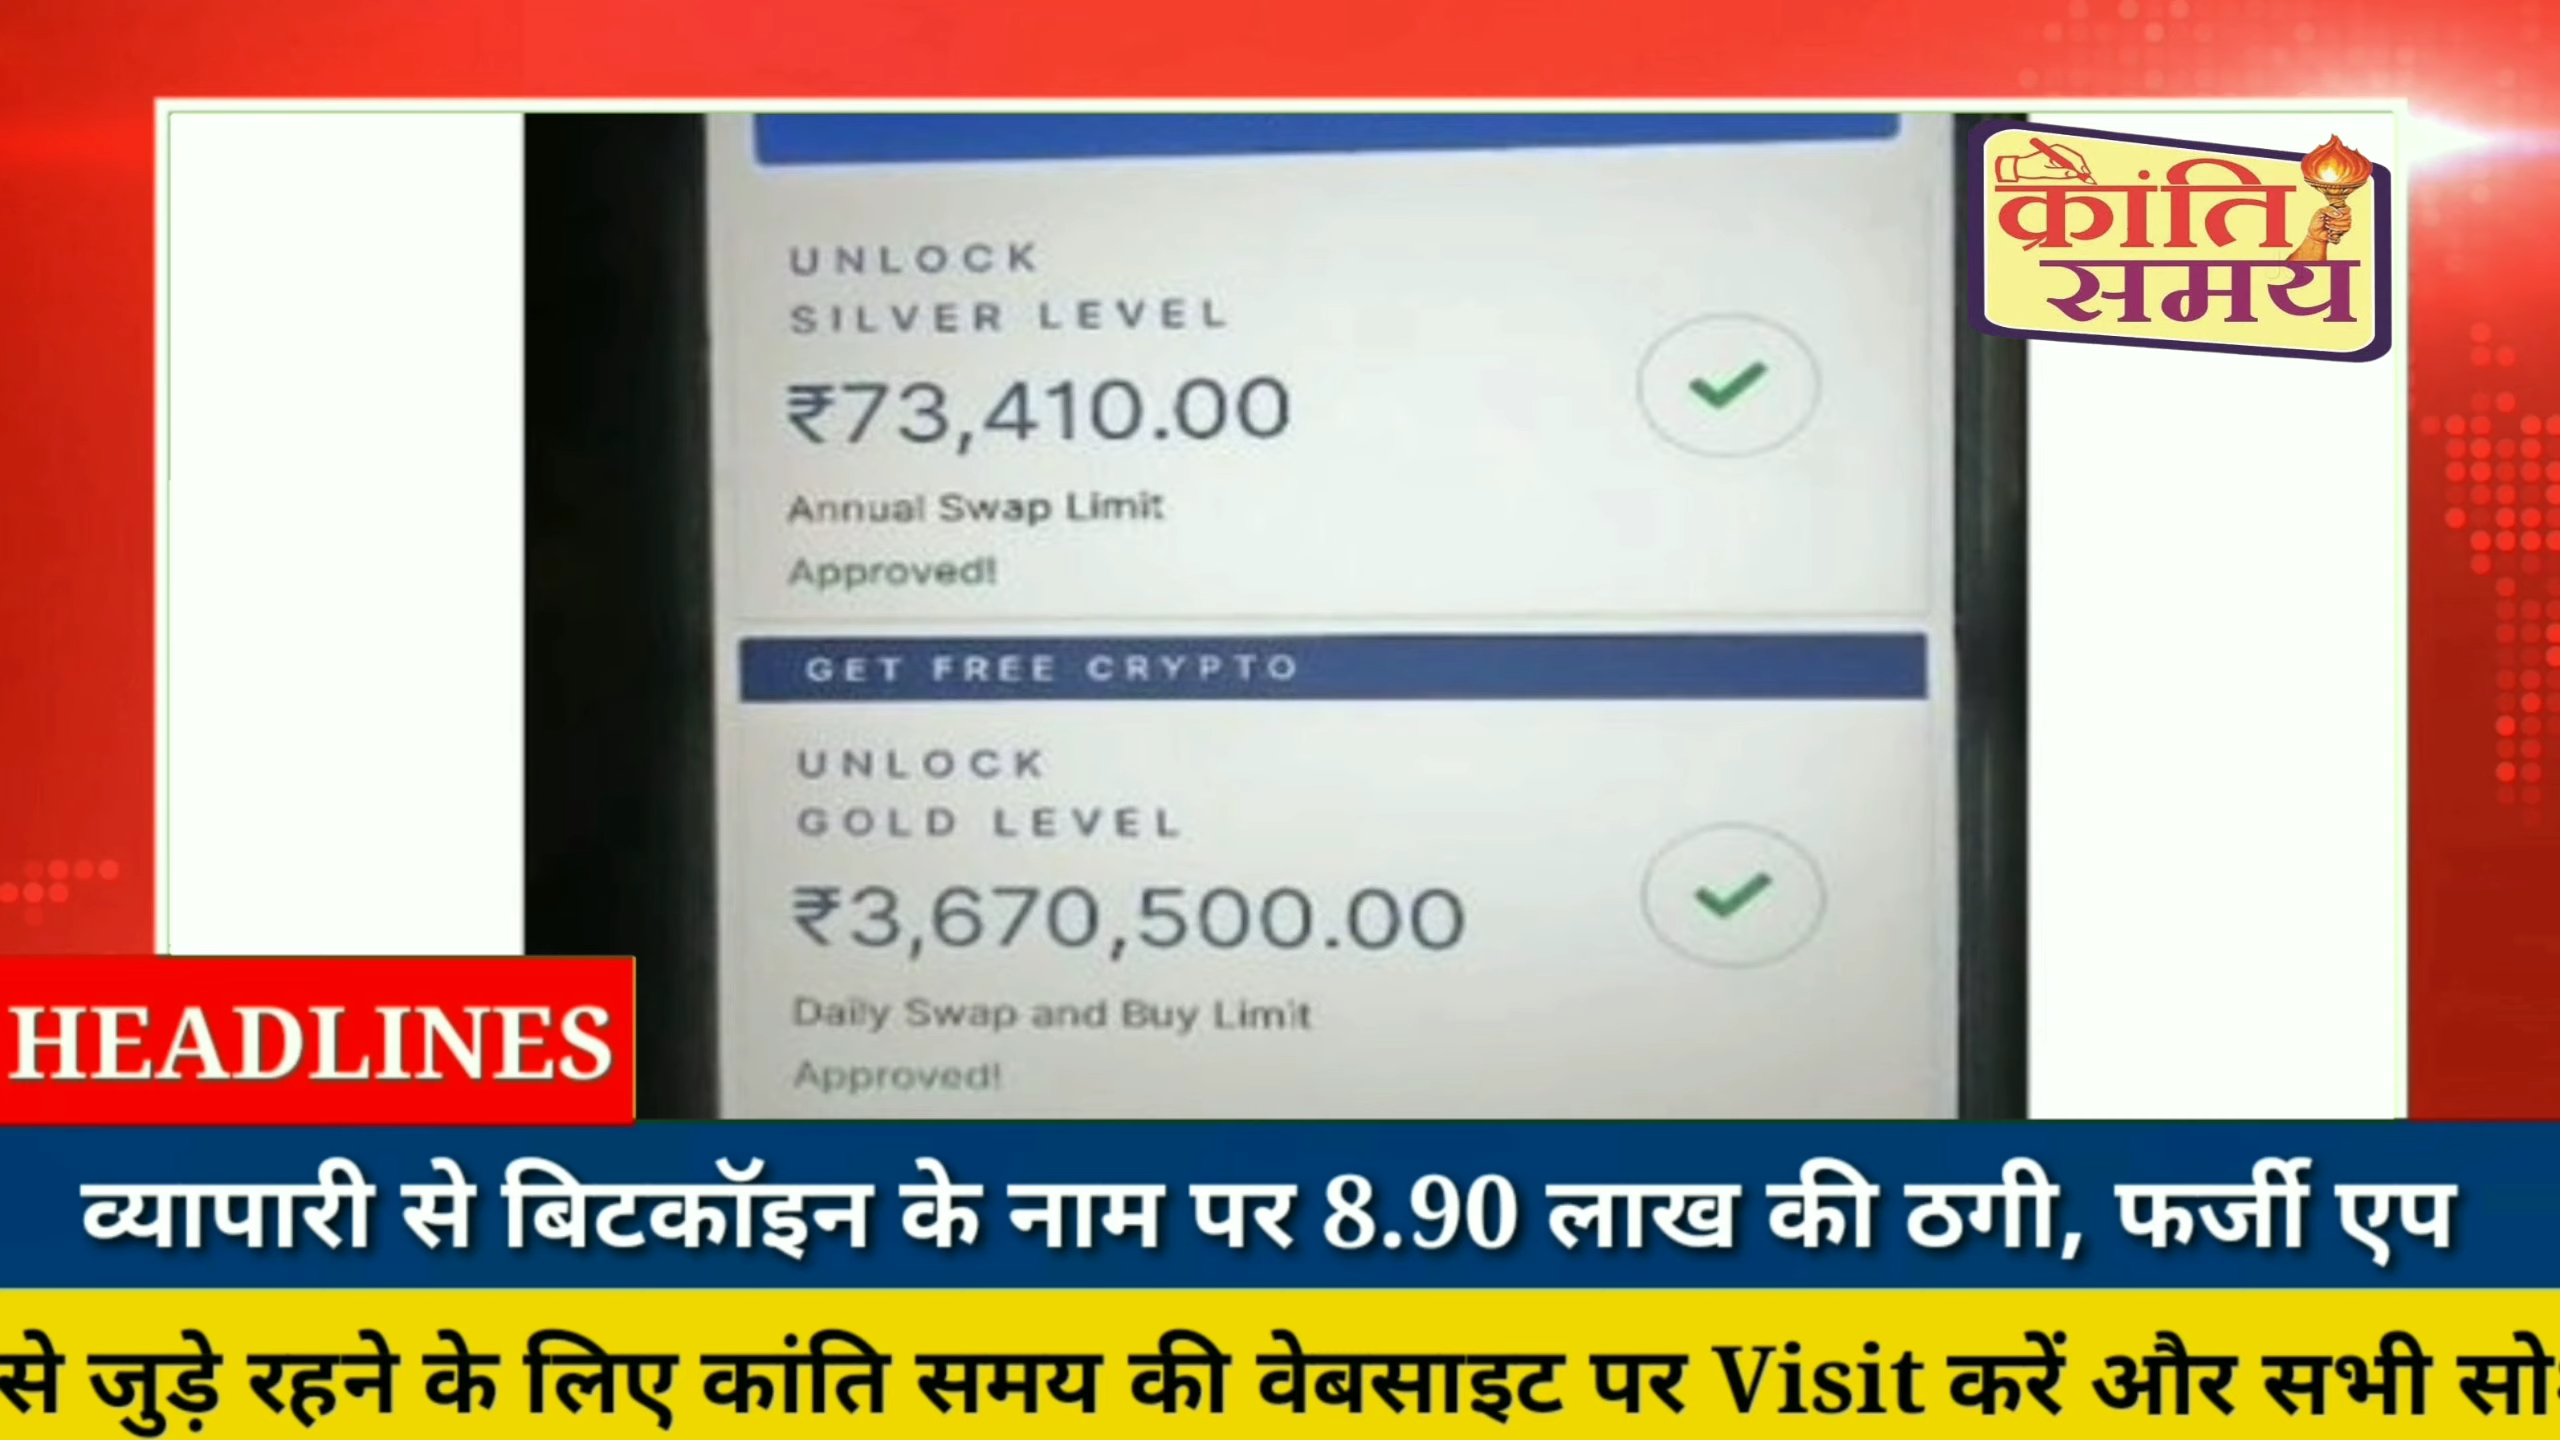 क्रांति
समय
UNLOCK
SILVER LEVEL
₹73,410.00
Annual Swap Limit
Approved!
GET FREE CRYPTO
UNLOCK
GOLD LEVEL
₹3,670,500.00
Daily Swap and Buy Limit
Approved!
HEADLINES
व्यापारी से बिटकॉइन के नाम पर 8.90 लाख की ठगी, फर्जी एप
से जुड़े रहने के लिए कांति समय की वेबसाइट पर Visit करें और सभी